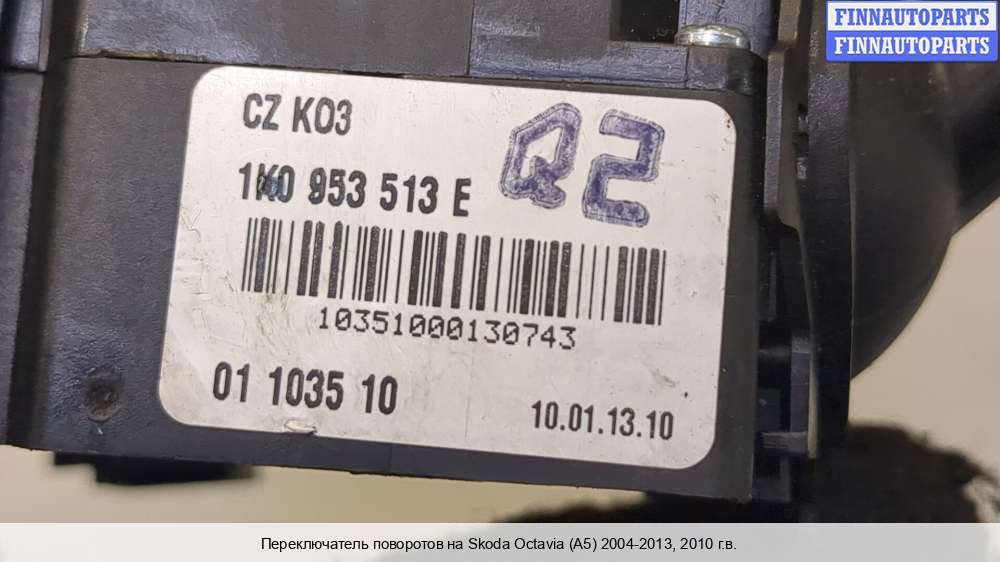 FINNAUTOPARTS
FINNAUTOPARTS
CZ K03
Q2
1K0 953 513 E
10351000130743
01 1035 10
10.01.13.10
Переключатель поворотов на Skoda Octavia (A5) 2004-2013, 2010 г.в.